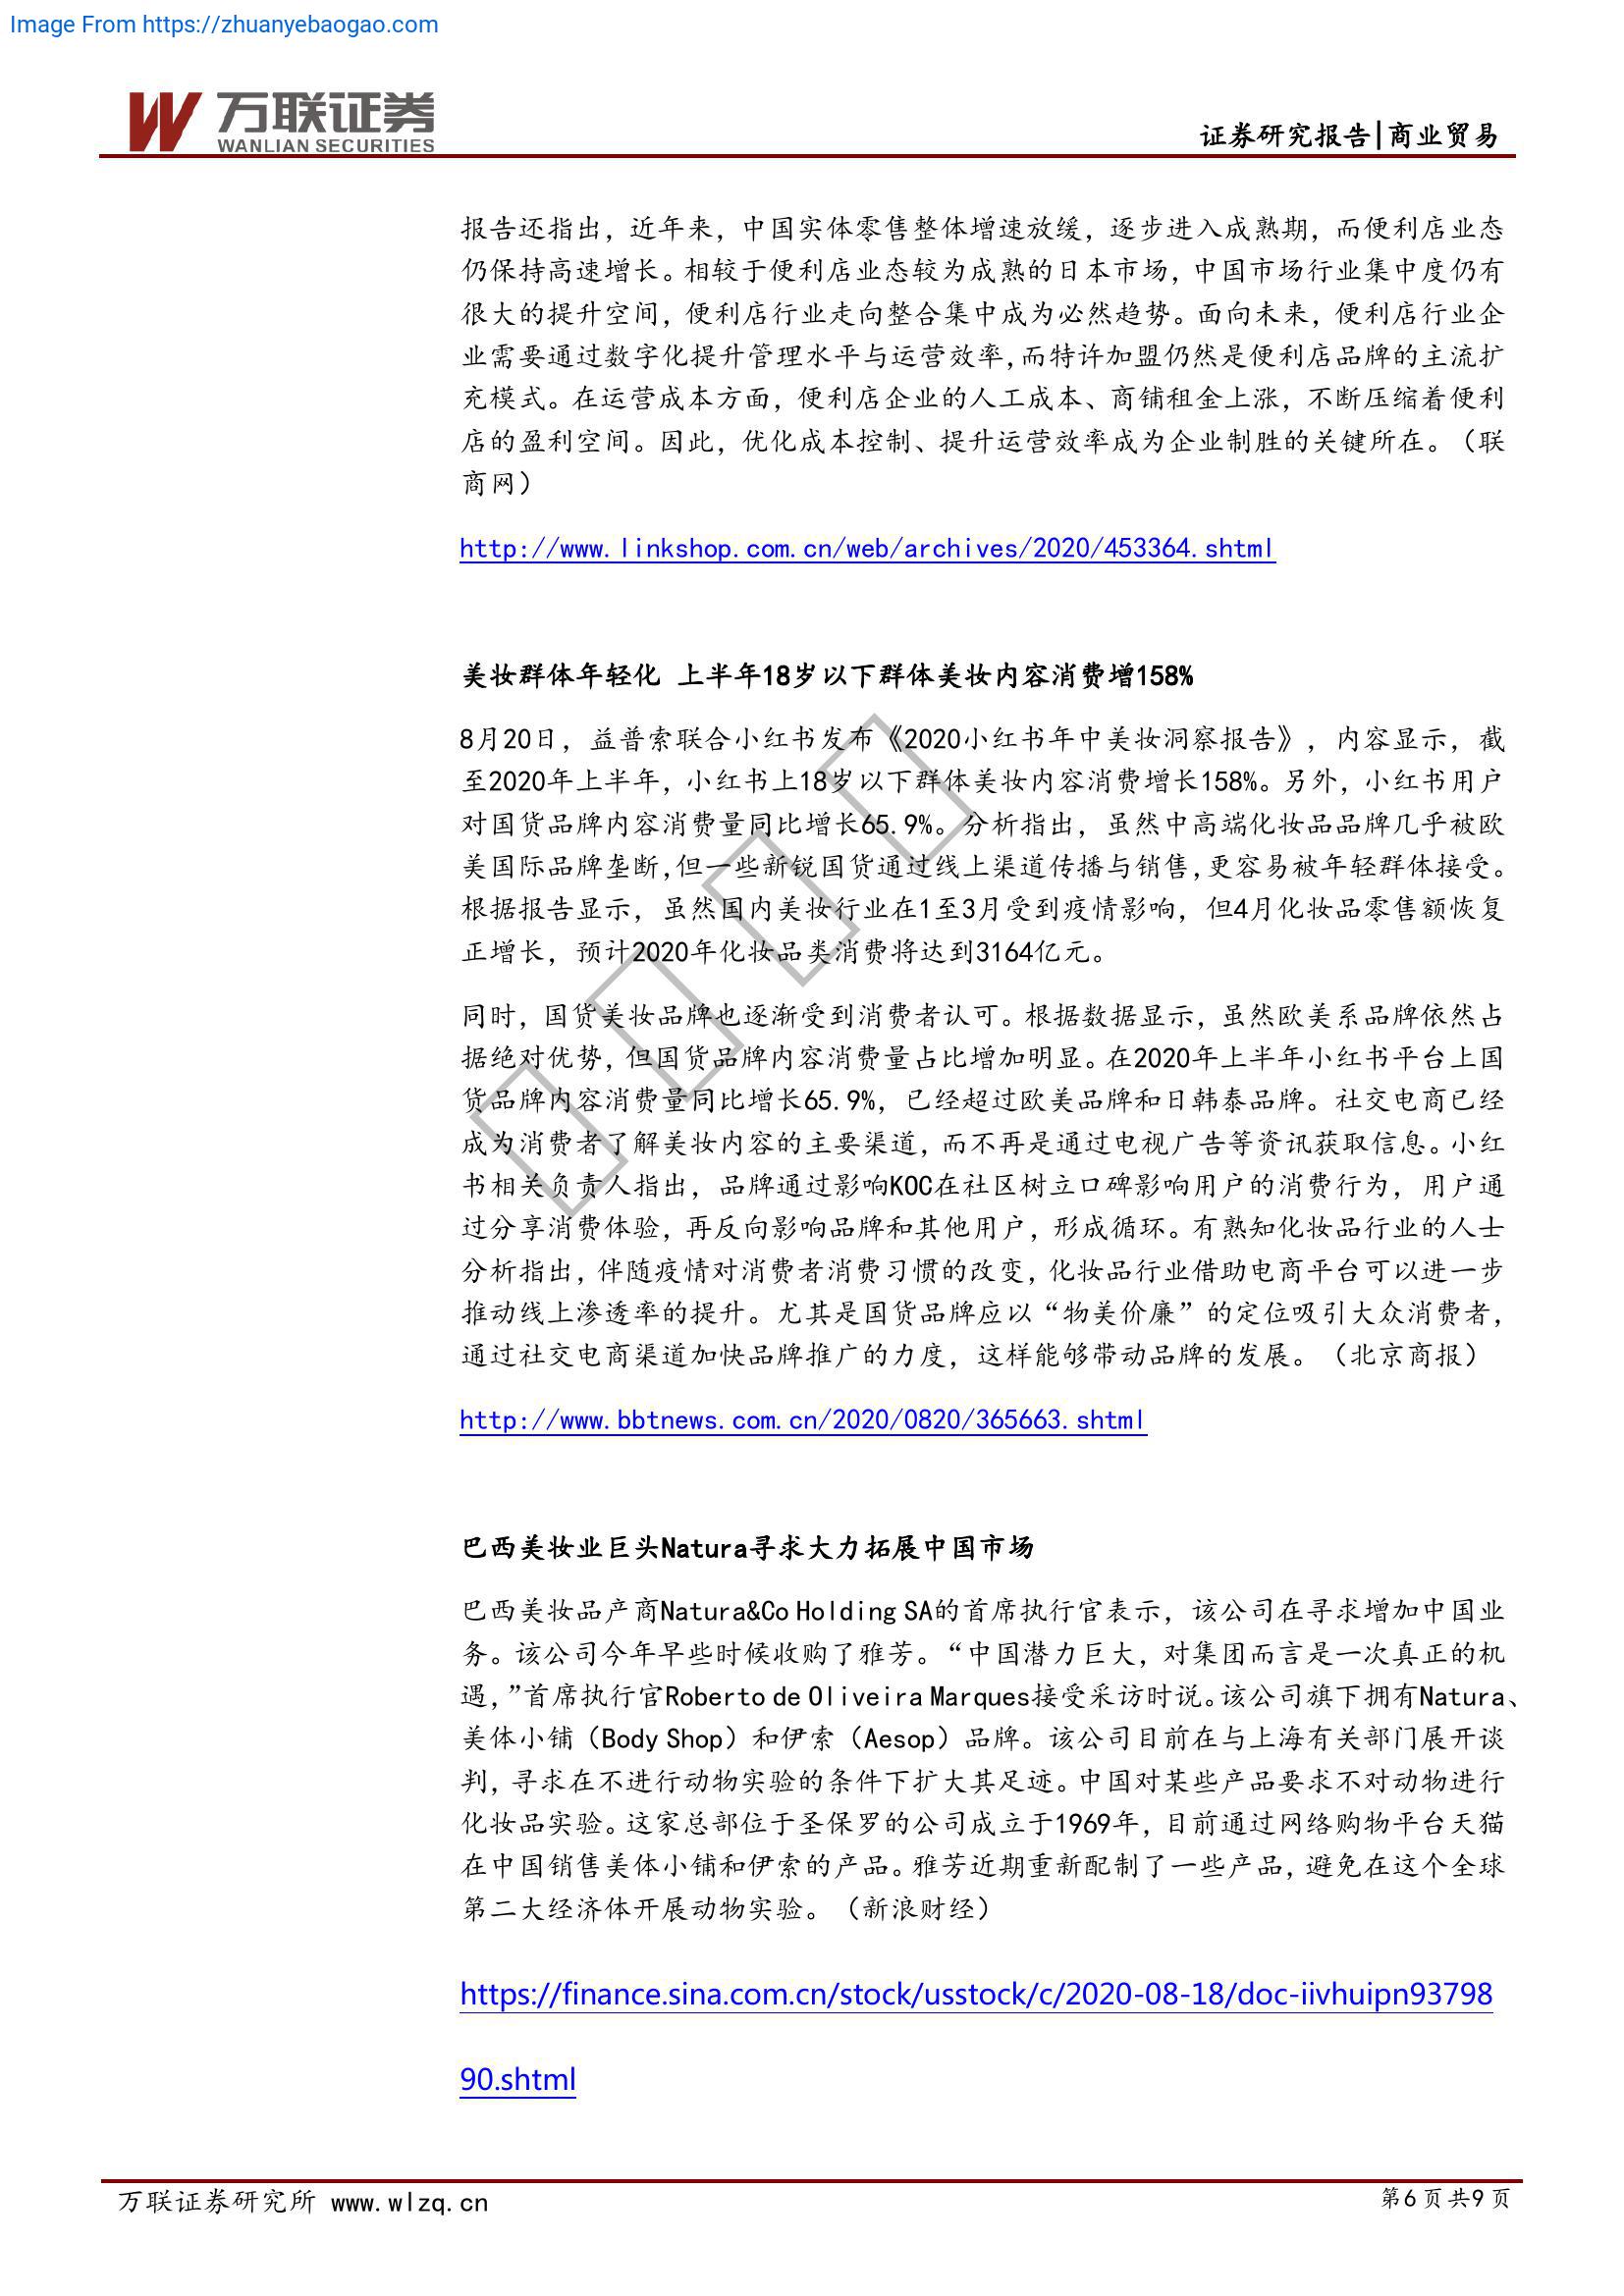 Image From https://zhuanyebaogao.com
万联证券
WANLIAN SECURITIES
证券研究报告|商业贸易
报告还指出，近年来，中国实体零售整体增速放缓，逐步进入成熟期，而便利店业态
仍保持高速增长。相较于便利店业态较为成熟的日本市场，中国市场行业集中度仍有
很大的提升空间，便利店行业走向整合集中成为必然趋势。面向未来，便利店行业企
业需要通过数字化提升管理水平与运营效率，而特许加盟仍然是便利店品牌的主流扩
充模式。在运营成本方面，便利店企业的人工成本、商铺租金上涨，不断压缩着便利
店的盈利空间。因此，优化成本控制、提升运营效率成为企业制胜的关键所在。（联
商网）
http://www.linkshop.com.cn/web/archives/2020/453364.shtml
美妆群体年轻化 上半年18岁以下群体美妆内容消费增158%
8月20日，益普索联合小红书发布《2020小红书年中美妆洞察报告》，内容显示，截
至2020年上半年，小红书上18岁以下群体美妆内容消费增长158%。另外，小红书用户
对国货品牌内容消费量同比增长65.9%。分析指出，虽然中高端化妆品品牌几乎被欧
美国际品牌垄断，但一些新锐国货通过线上渠道传播与销售，更容易被年轻群体接受。
根据报告显示，虽然国内美妆行业在1至3月受到疫情影响，但4月化妆品零售额恢复
正增长，预计2020年化妆品类消费将达到3164亿元。
同时，国货美妆品牌也逐渐受到消费者认可。根据数据显示，虽然欧美系品牌依然占
据绝对优势，但国货品牌内容消费量占比增加明显。在2020年上半年小红书平台上国
货品牌内容消费量同比增长65.9%，已经超过欧美品牌和日韩泰品牌。社交电商已经
成为消费者了解美妆内容的主要渠道，而不再是通过电视广告等资讯获取信息。小红
书相关负责人指出，品牌通过影响KOC在社区树立口碑影响用户的消费行为，用户通
过分享消费体验，再反向影响品牌和其他用户，形成循环。有熟知化妆品行业的人士
分析指出，伴随疫情对消费者消费习惯的改变，化妆品行业借助电商平台可以进一步
推动线上渗透率的提升。尤其是国货品牌应以“物美价廉”的定位吸引大众消费者，
通过社交电商渠道加快品牌推广的力度，这样能够带动品牌的发展。（北京商报）
http://www.bbtnews.com.cn/2020/0820/365663.shtml
巴西美妆业巨头Natura寻求大力拓展中国市场
巴西美妆品产商Natura&Co Holding SA的首席执行官表示，该公司在寻求增加中国业
务。该公司今年早些时候收购了雅芳。“中国潜力巨大，对集团而言是一次真正的机
遇，”首席执行官Roberto de Oliveira Marques接受采访时说。该公司旗下拥有Natura、
美体小铺（Body Shop）和伊索（Aesop）品牌。该公司目前在与上海有关部门展开谈
判，寻求在不进行动物实验的条件下扩大其足迹。中国对某些产品要求不对动物进行
化妆品实验。这家总部位于圣保罗的公司成立于1969年，目前通过网络购物平台天猫
在中国销售美体小铺和伊索的产品。雅芳近期重新配制了一些产品，避免在这个全球
第二大经济体开展动物实验。（新浪财经）
https://finance.sina.com.cn/stock/usstock/c/2020-08-18/doc-iivhuipn93798
90.shtml
万联证券研究所 www.wlzq.cn
第6页共9页